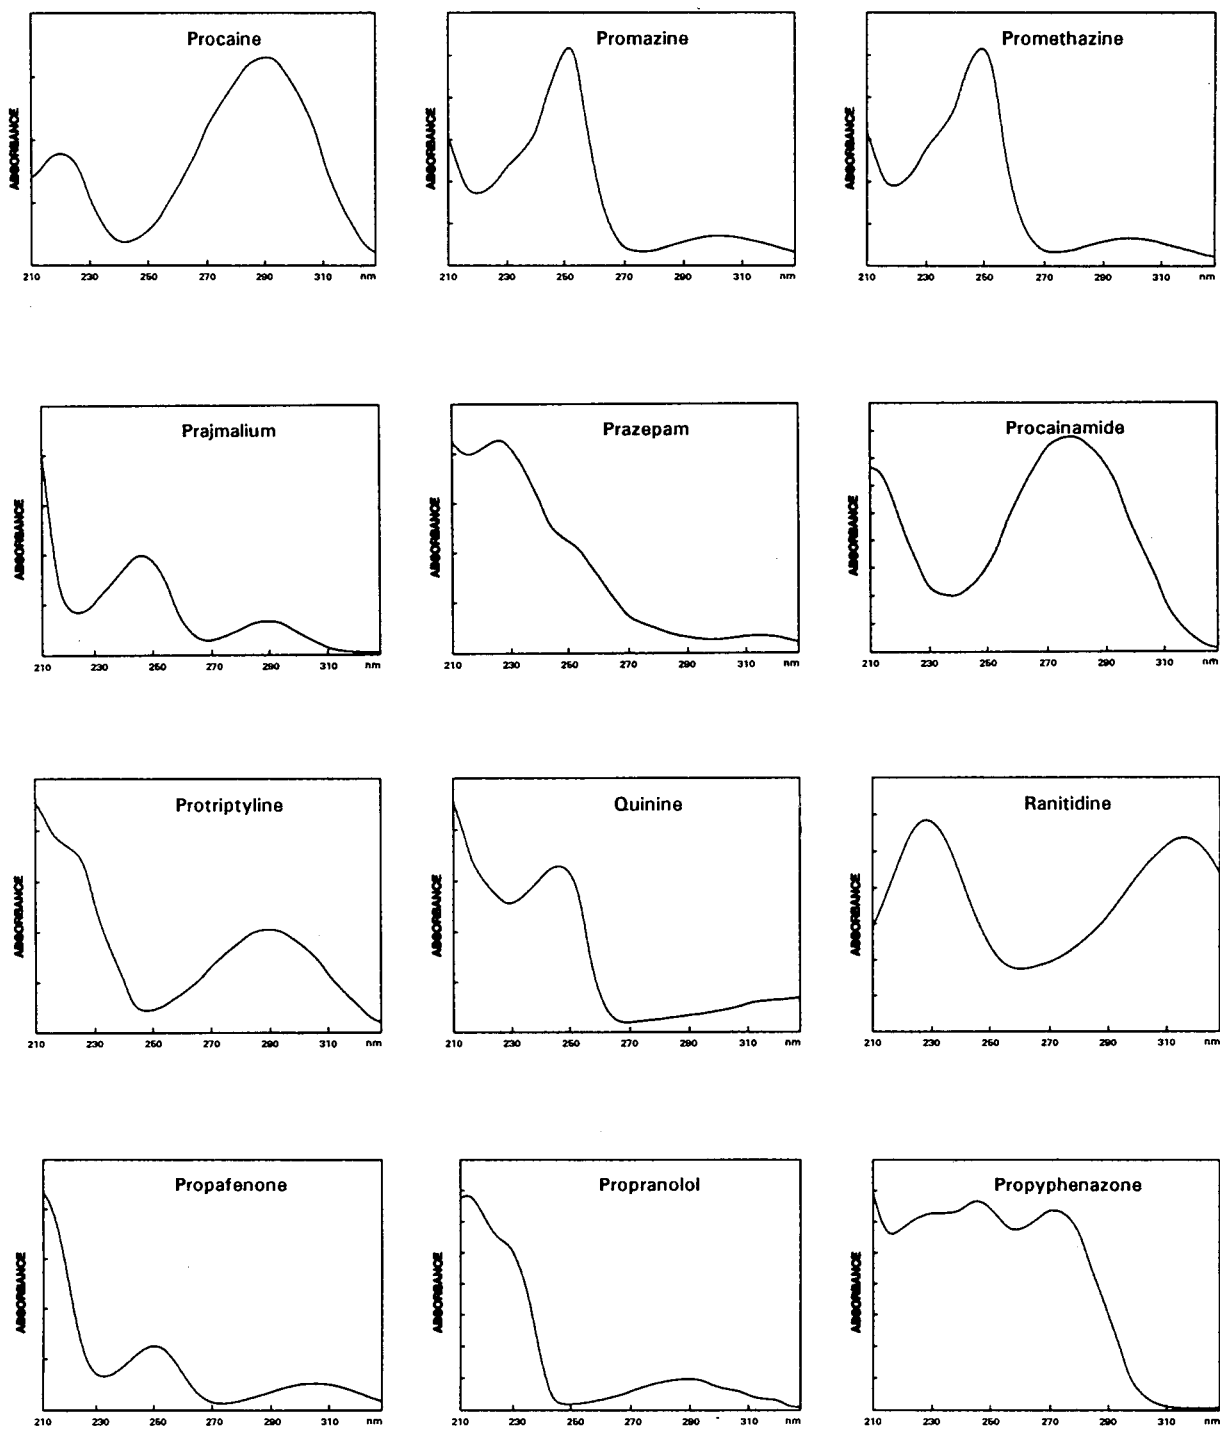 Procaine
ABSORBANCE
210 230 250 270 290 310 nm
Promazine
ABSORBANCE
210 230 250 270 290 310 nm
Promethazine
ABSORBANCE
210 230 250 270 290 310 nm
Prajmalium
ABSORBANCE
210 230 250 270 290 310 nm
Prazepam
ABSORBANCE
210 230 250 270 290 310 nm
Procainamide
ABSORBANCE
210 230 250 270 290 310 nm
Protriptyline
ABSORBANCE
210 230 250 270 290 310 nm
Quinine
ABSORBANCE
210 230 250 270 290 310 nm
Ranitidine
ABSORBANCE
210 230 250 270 290 310 nm
Propafenone
ABSORBANCE
210 230 250 270 290 310 nm
Propranolol
ABSORBANCE
210 230 250 270 290 310 nm
Propyphenazone
ABSORBANCE
210 230 250 270 290 310 nm